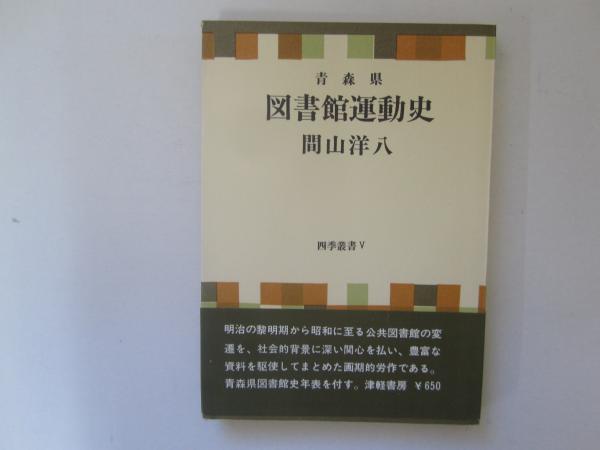 青森県
図書館運動史
間山洋八
四季叢書V
明治の黎明期から昭和に至る公共図書館の変
遷を、社会的背景に深い関心を払い、豊富な
資料を駆使してまとめた画期的労作である。
青森県図書館史年表を付す。津軽書房 ￥650